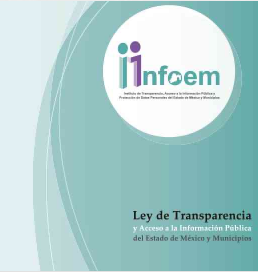 infoem
Instituto de Transparencia, Acceso a la Información Pública y
Protección de Datos Personales del Estado de México y Municipios
Ley de Transparencia
y Acceso a la Información Pública
del Estado de México y Municipios